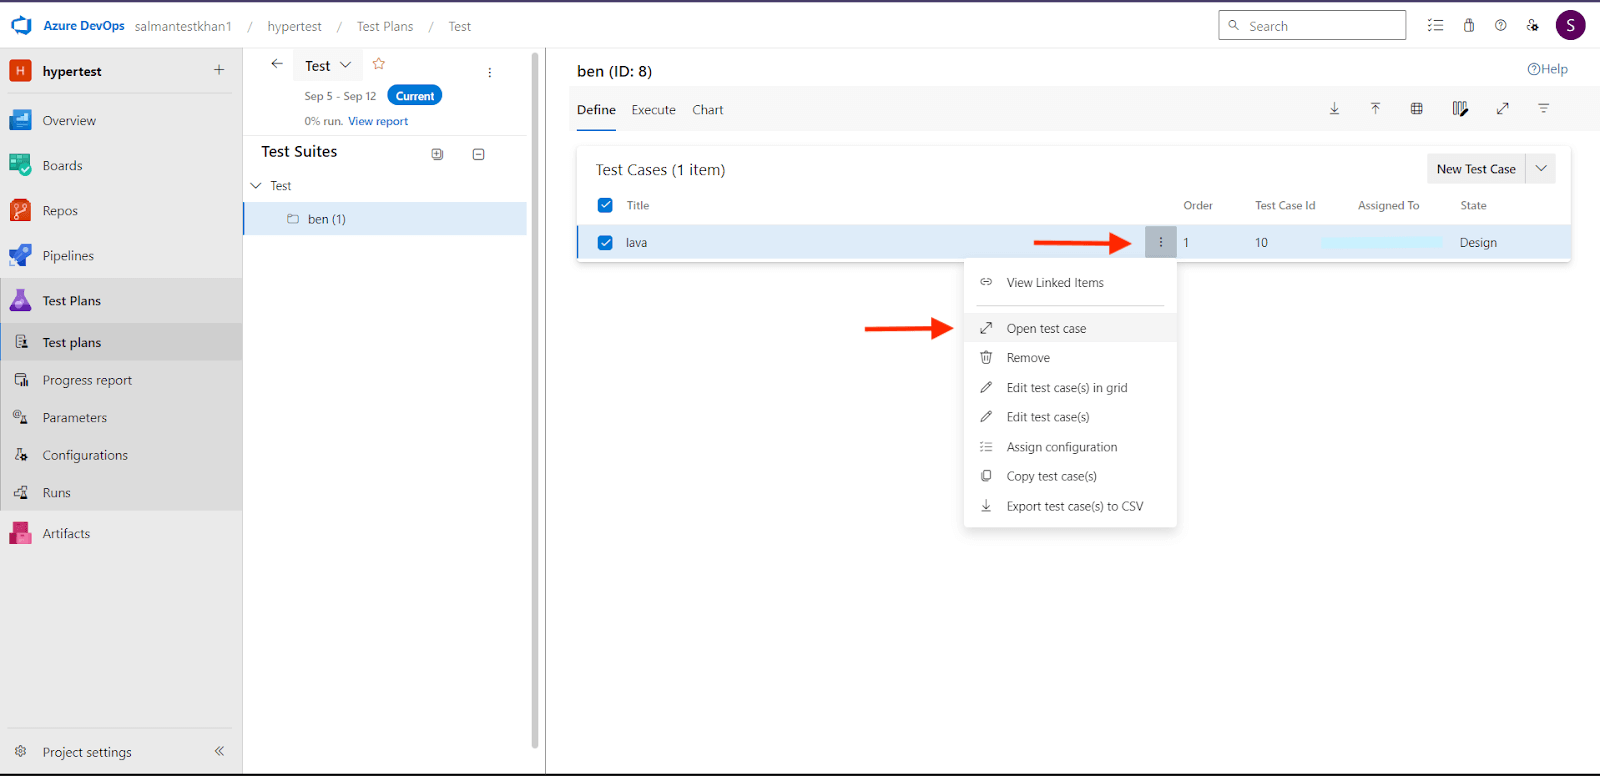 Azure DevOps salmantestkhan1 / hypertest / Test Plans / Test
Search
S
H hypertest
Overview
Boards
Repos
Pipelines
Test Plans
Test plans
Progress report
Parameters
Configurations
Runs
Artifacts
Project settings
Test
Sep 5 - Sep 12 Current
0% run. View report
Test Suites
Test
ben (1)
ben (ID: 8)
Help
Define Execute Chart
Test Cases (1 item)
New Test Case
Title Order Test Case Id Assigned To State
lava 1 10 Design
View Linked Items
Open test case
Remove
Edit test case(s) in grid
Edit test case(s)
Assign configuration
Copy test case(s)
Export test case(s) to CSV